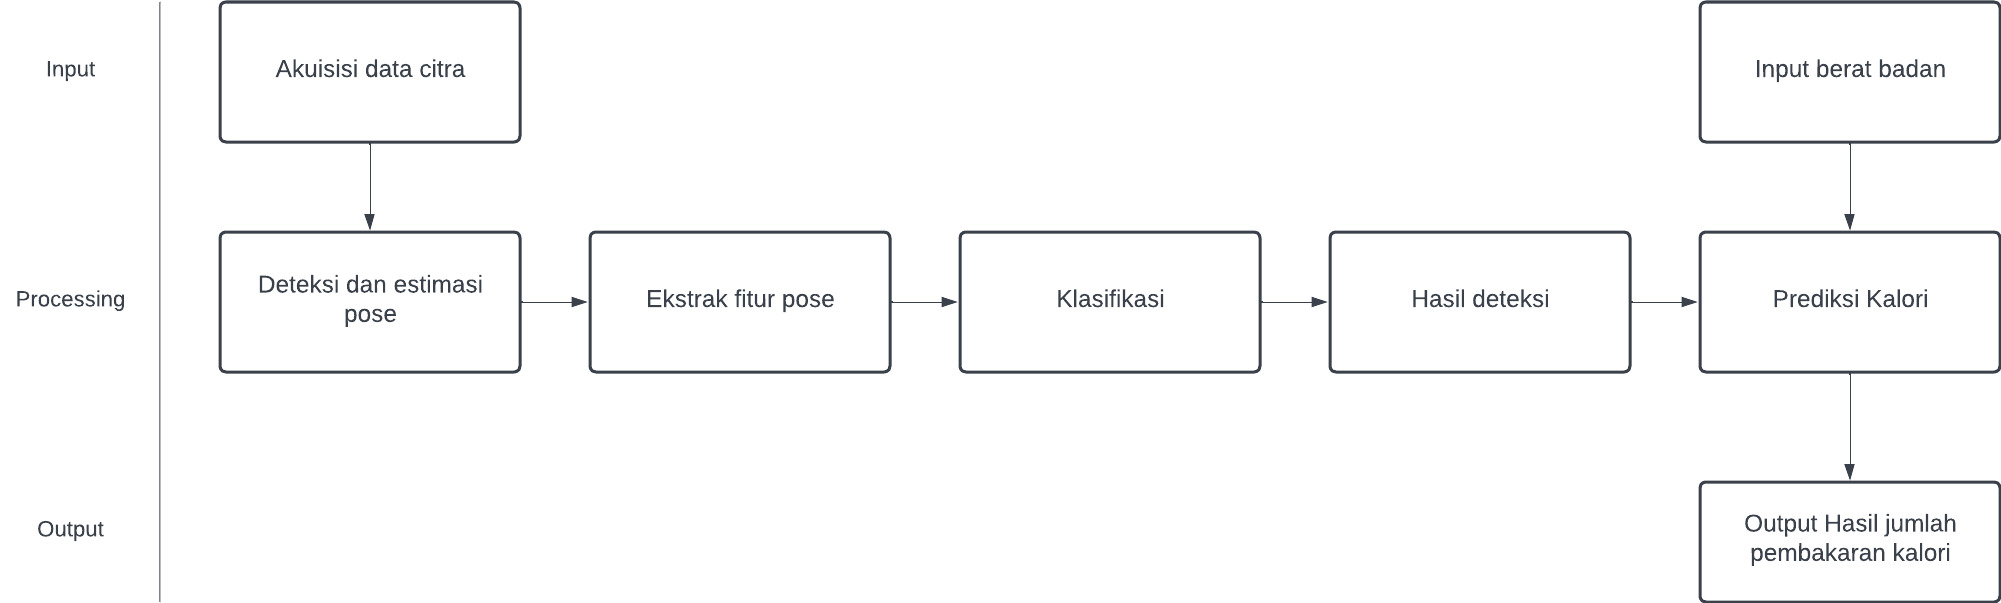 Input
Akuisisi data citra
Input berat badan
Processing
Deteksi dan estimasi
pose
Ekstrak fitur pose
Klasifikasi
Hasil deteksi
Prediksi Kalori
Output
Output Hasil jumlah
pembakaran kalori